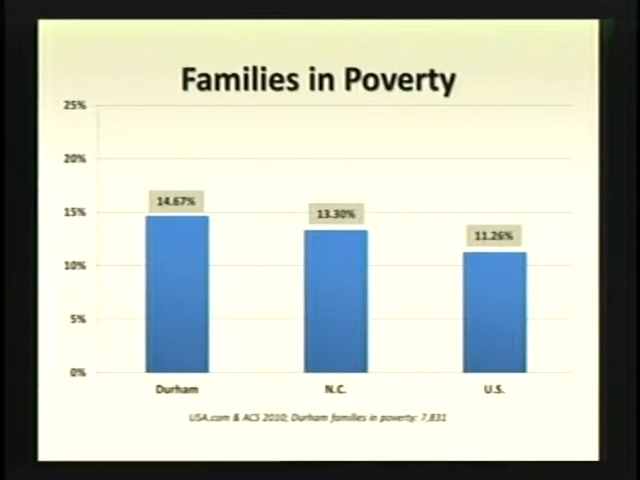 Families in Poverty
25%
20%
15%
10%
5%
0%
14.67%
13.30%
11.26%
Durham
N.C.
U.S.
USA.com & ACS 2010; Durham families in poverty: 7,831